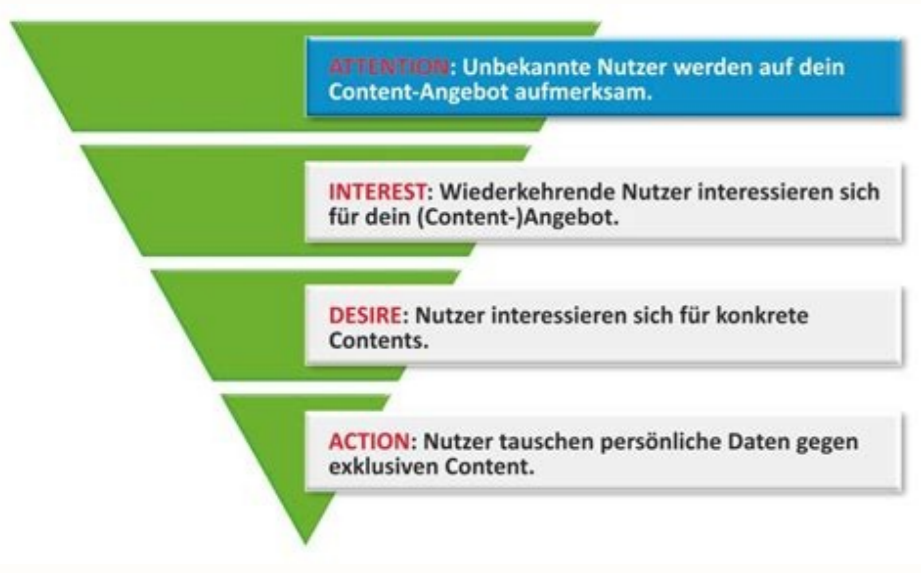 ATTENTION: Unbekannte Nutzer werden auf dein
Content-Angebot aufmerksam.
INTEREST: Wiederkehrende Nutzer interessieren sich
für dein (Content-)Angebot.
DESIRE: Nutzer interessieren sich für konkrete
Contents.
ACTION: Nutzer tauschen persönliche Daten gegen
exklusiven Content.